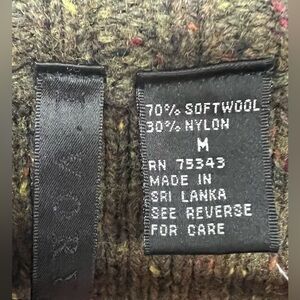 70% SOFTWOOL
30% NYLON
M
RN 75343
MADE IN
SRI LANKA
SEE REVERSE
FOR CARE